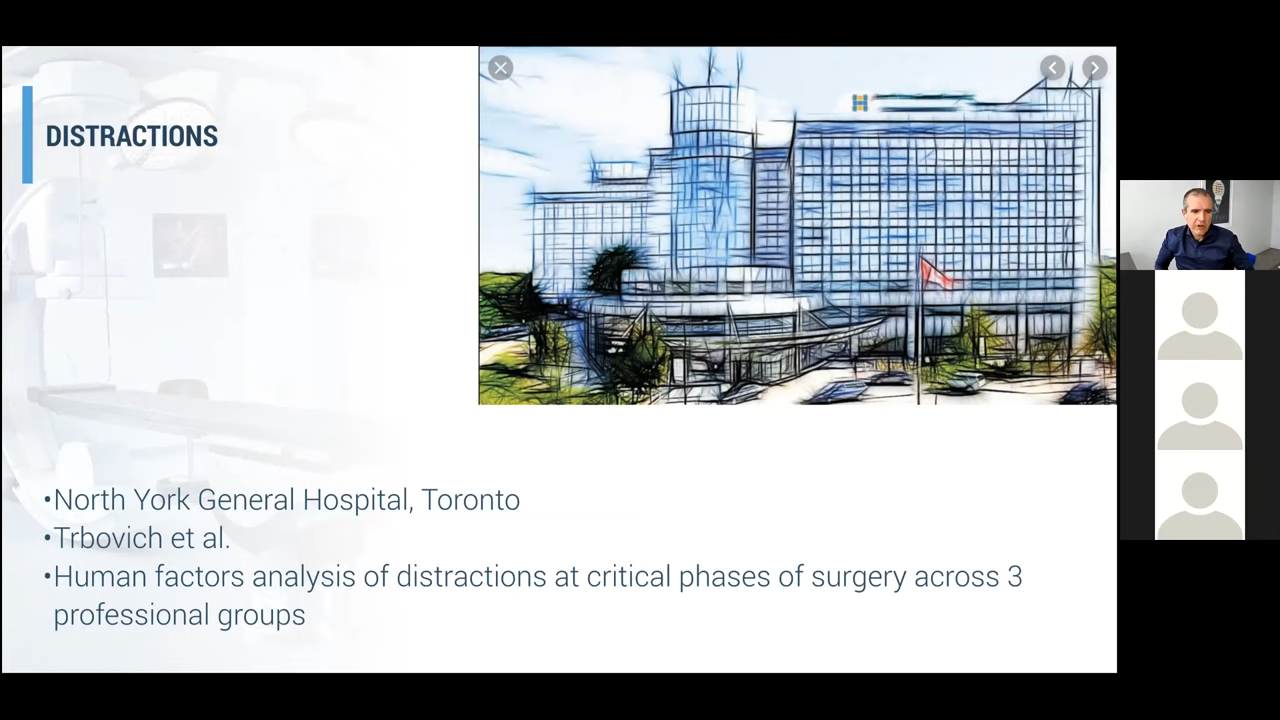 DISTRACTIONS
H
•North York General Hospital, Toronto
•Trbovich et al.
•Human factors analysis of distractions at critical phases of surgery across 3
professional groups